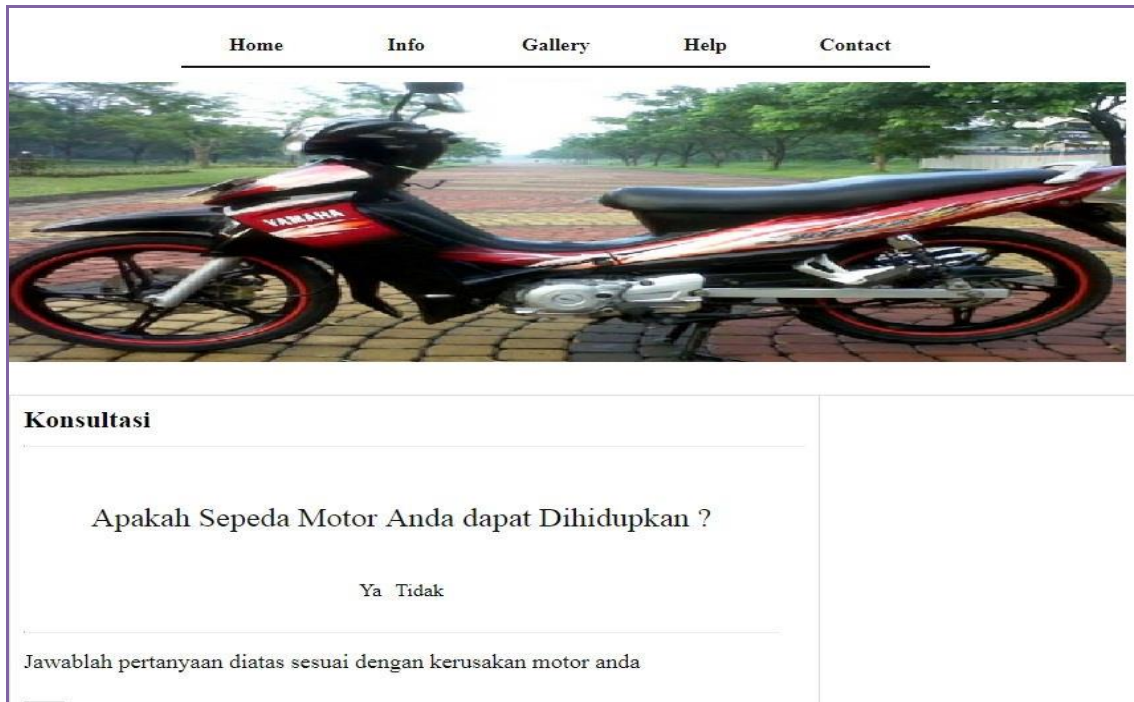 Home Info Gallery Help Contact
YAMAHA
Konsultasi
Apakah Sepeda Motor Anda dapat Dihidupkan ?
Ya Tidak
Jawablah pertanyaan diatas sesuai dengan kerusakan motor anda